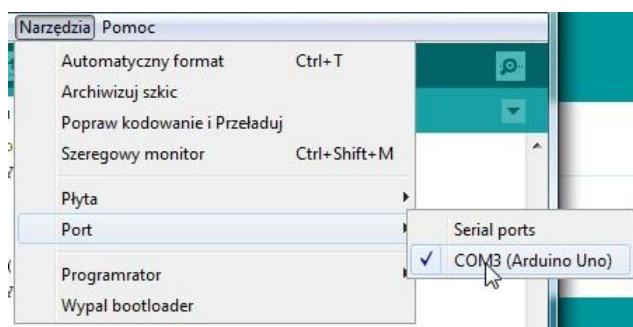 Narzędzia Pomoc
Automatyczny format Ctrl+T
Archiwizuj szkic
Popraw kodowanie i Przeładuj
Szeregowy monitor Ctrl+Shift+M
Płyta
Port
Serial ports
COM3 (Arduino Uno)
Programrator
Wypal bootloader